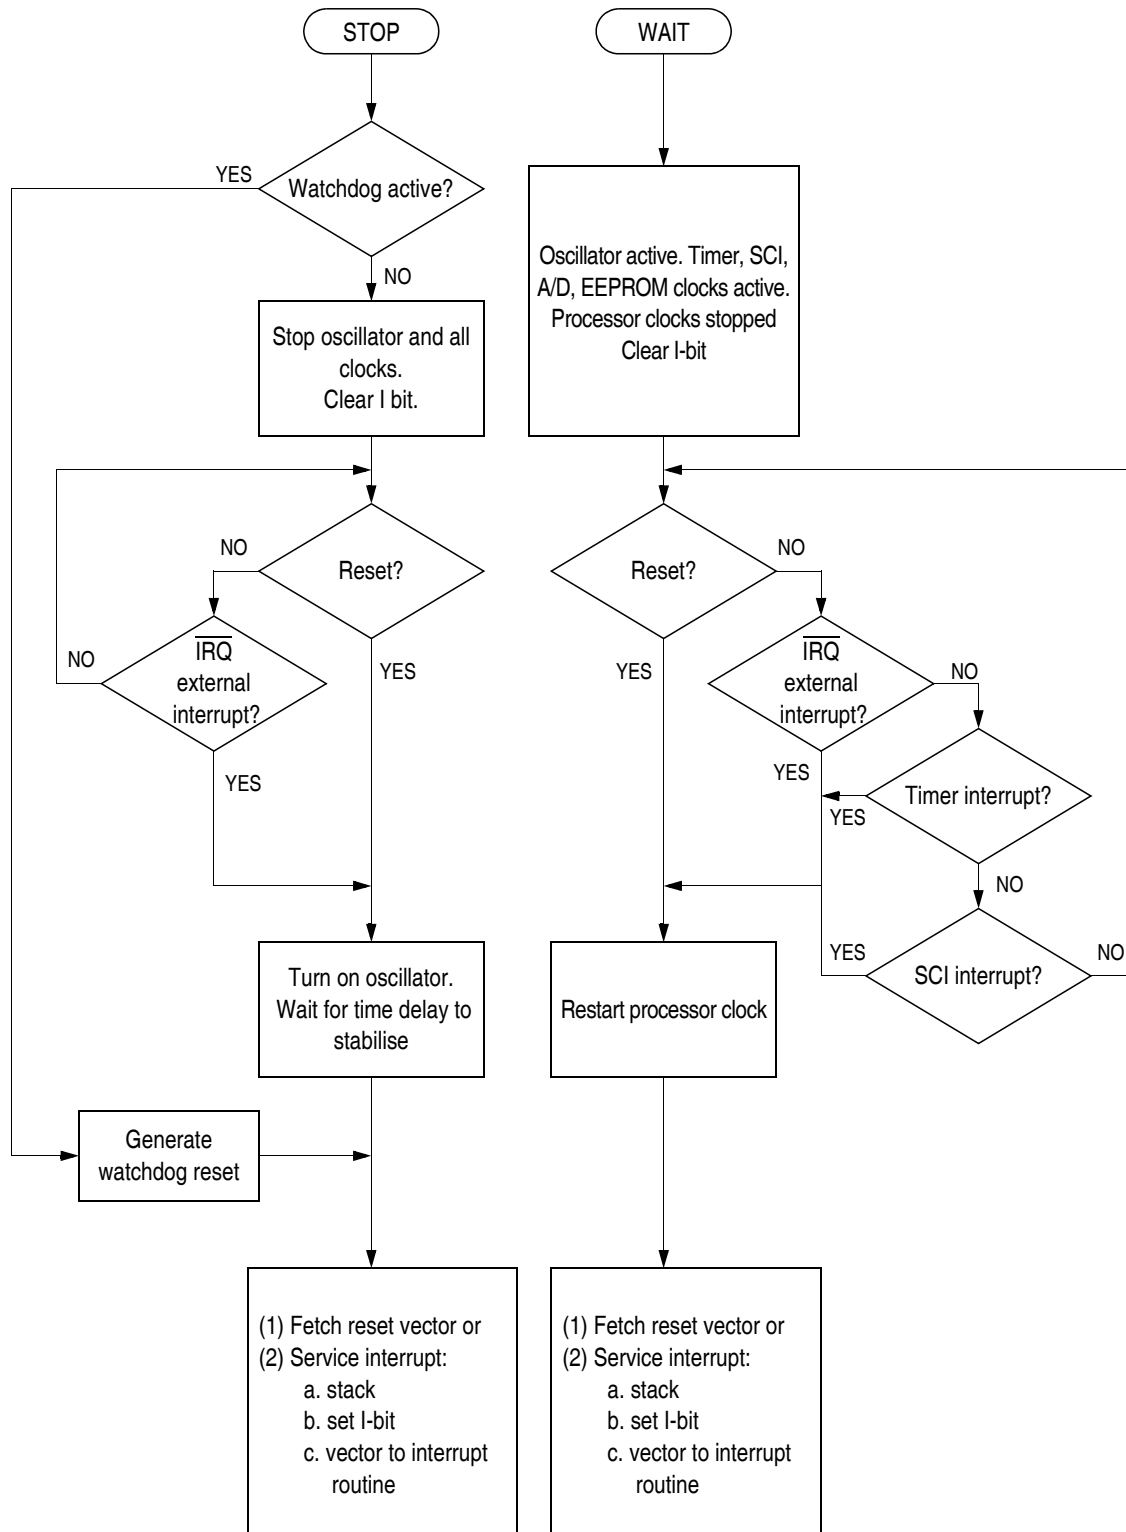 STOP
WAIT
YES
Watchdog active?
NO
Oscillator active. Timer, SCI,
A/D, EEPROM clocks active.
Processor clocks stopped
Clear I-bit
Stop oscillator and all
clocks.
Clear I bit.
NO
Reset?
Reset?
NO
NO
IRQ
external
interrupt?
YES
YES
IRQ
external
interrupt?
NO
YES
YES
Timer interrupt?
YES
NO
YES
SCI interrupt?
NO
Turn on oscillator.
Wait for time delay to
stabilise
Restart processor clock
Generate
watchdog reset
(1) Fetch reset vector or
(2) Service interrupt:
a. stack
b. set I-bit
c. vector to interrupt
routine
(1) Fetch reset vector or
(2) Service interrupt:
a. stack
b. set I-bit
c. vector to interrupt
routine